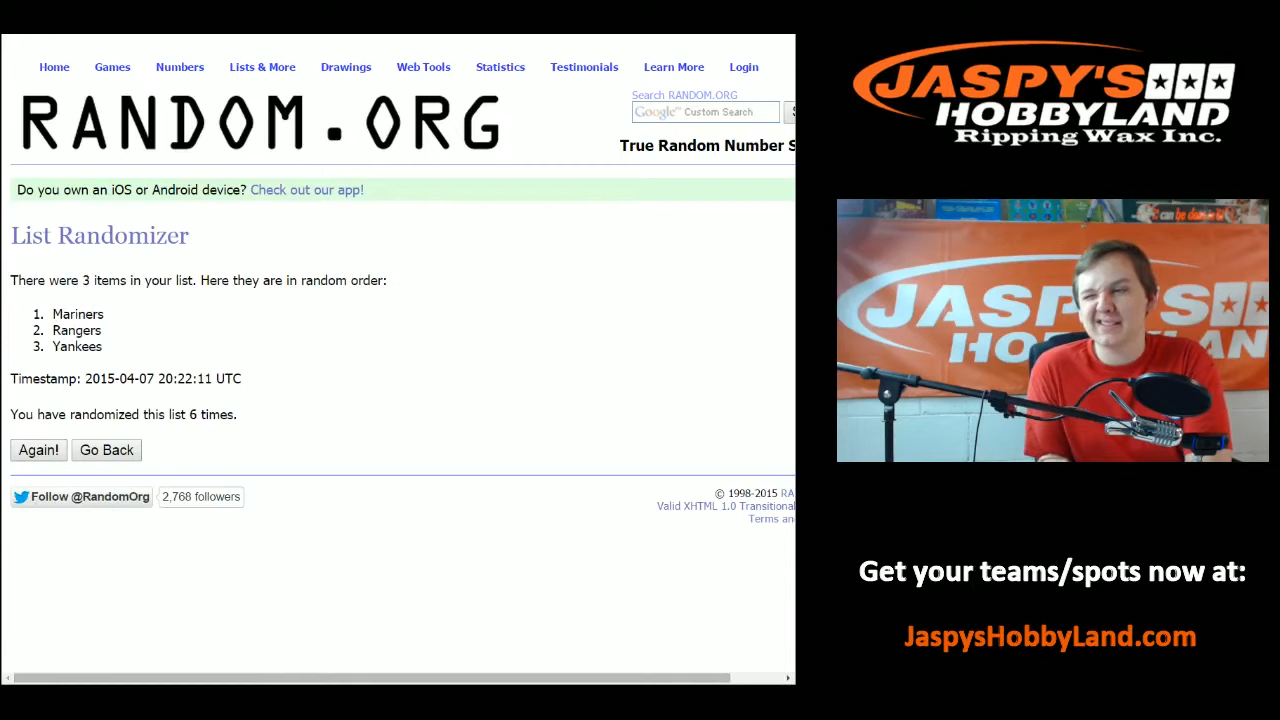 Home Games Numbers Lists & More Drawings Web Tools Statistics Testimonials Learn More Login
RANDOM.ORG
Search RANDOM.ORG
Google™ Custom Search
True Random Number S
Do you own an iOS or Android device? Check out our app!
List Randomizer
There were 3 items in your list. Here they are in random order:
1. Mariners
2. Rangers
3. Yankees
Timestamp: 2015-04-07 20:22:11 UTC
You have randomized this list 6 times.
Again! Go Back
Follow @RandomOrg 2,768 followers
© 1998-2015 RA
Valid XHTML 1.0 Transitional
Terms an
JASPY'S
HOBBYLAND
Ripping Wax Inc.
can be
JASPY'S
HO LAN
Get your teams/spots now at:
JaspysHobbyLand.com